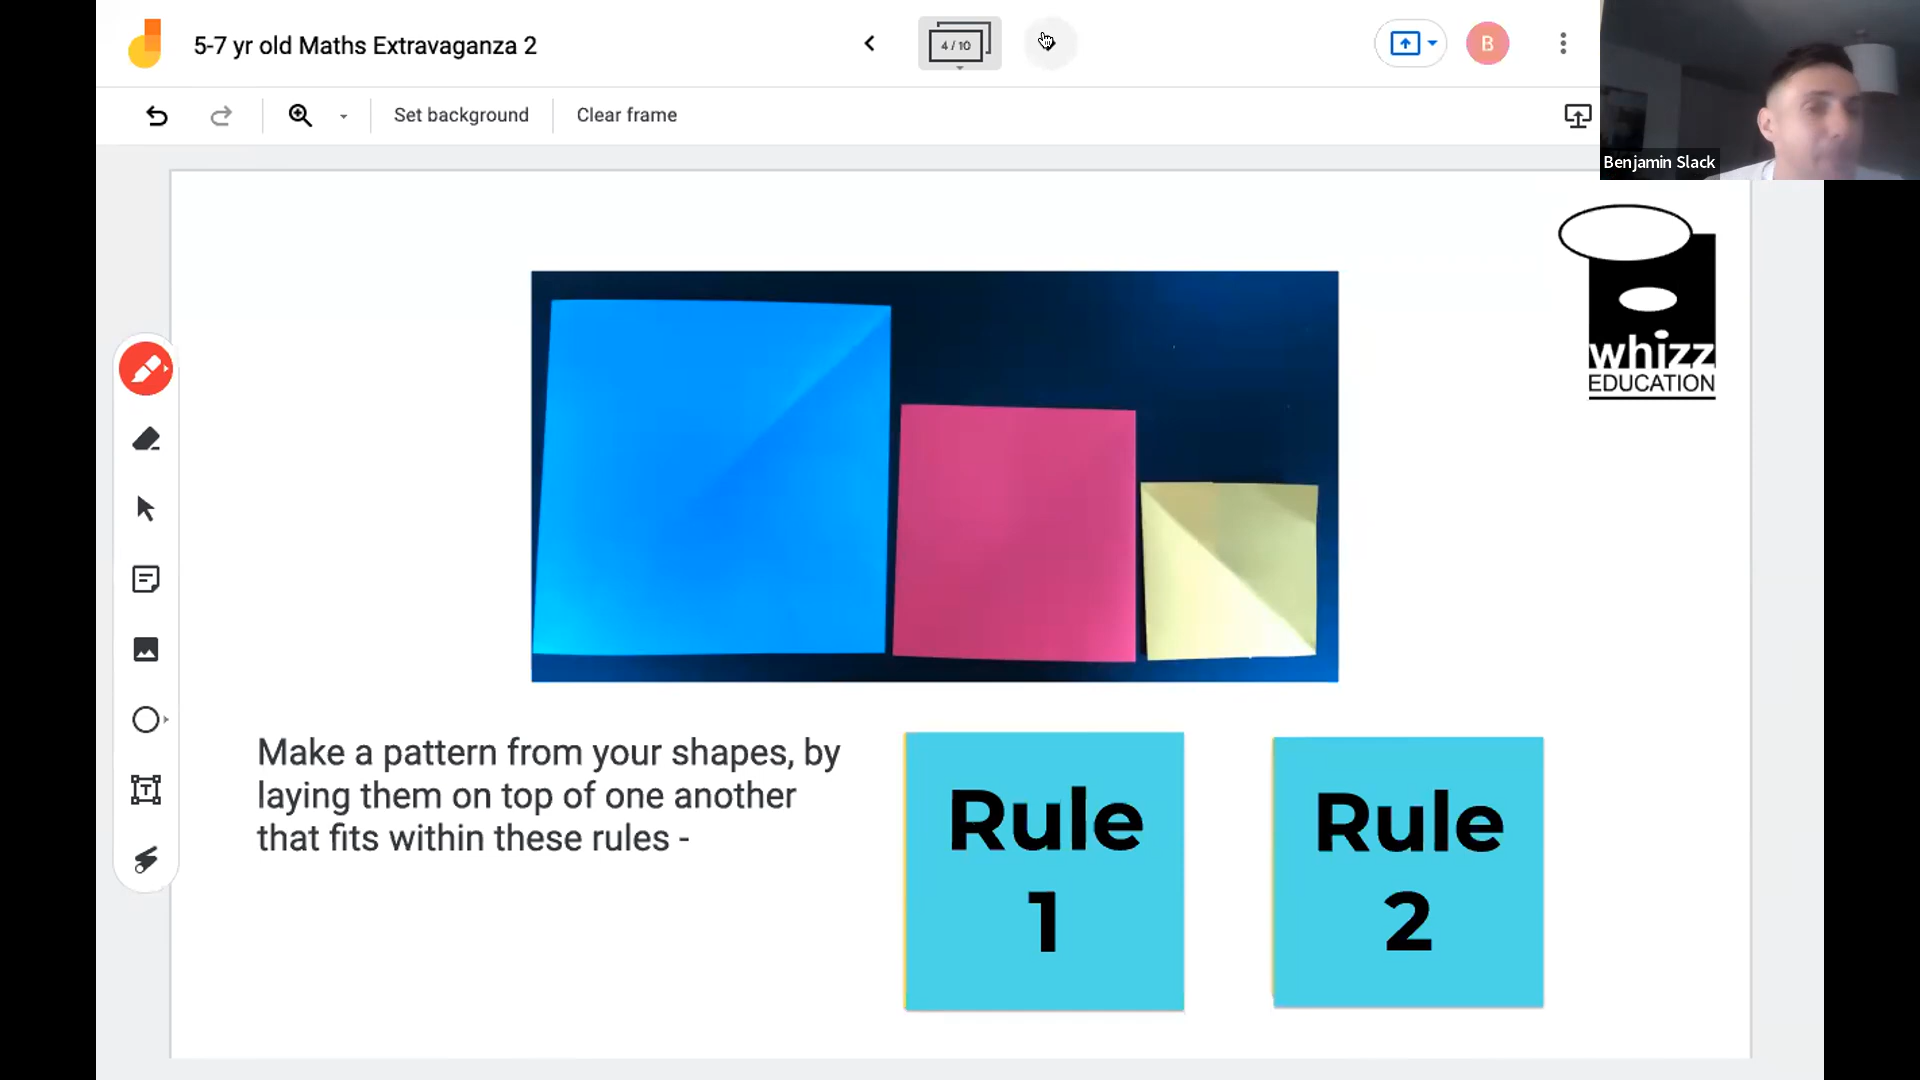 5-7 yr old Maths Extravaganza 2
4 / 10
B
Set background
Clear frame
Benjamin Slack
whizz
EDUCATION
Make a pattern from your shapes, by
laying them on top of one another
that fits within these rules -
Rule
1
Rule
2